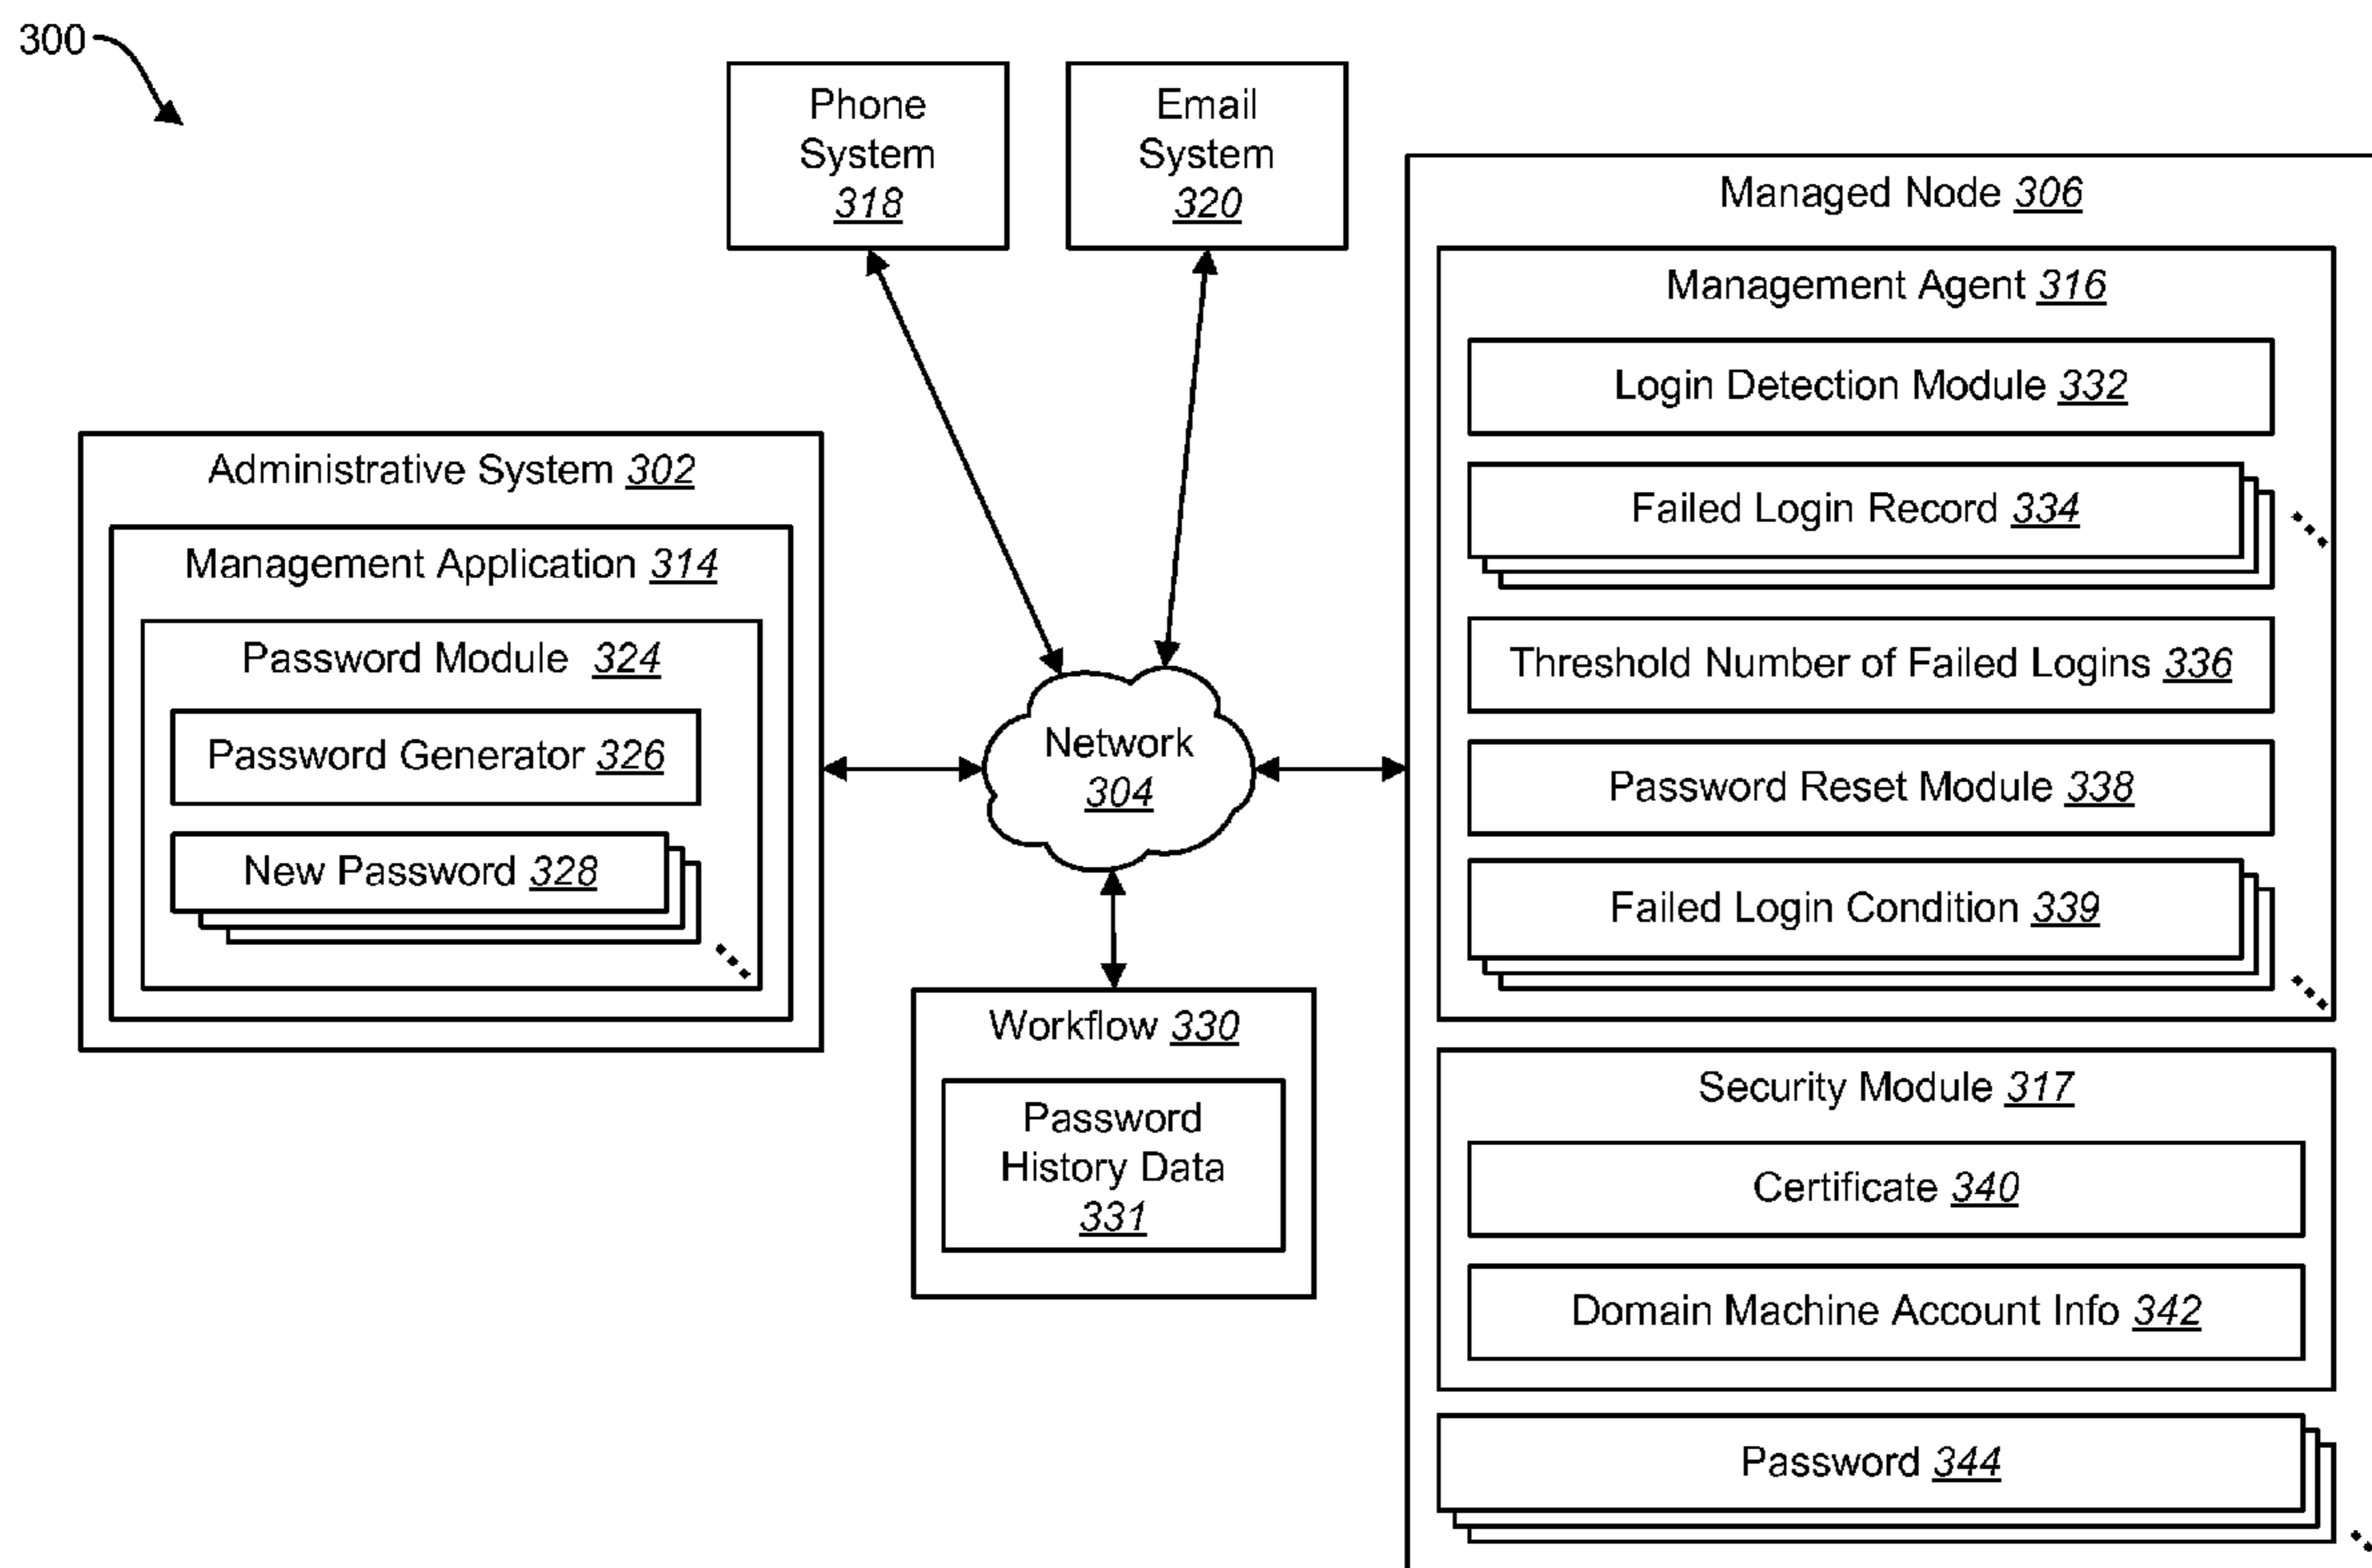 300
Phone
System
318
Email
System
320
Administrative System 302
Management Application 314
Password Module 324
Password Generator 326
New Password 328
Network
304
Workflow 330
Password
History Data
331
Managed Node 306
Management Agent 316
Login Detection Module 332
Failed Login Record 334
Threshold Number of Failed Logins 336
Password Reset Module 338
Failed Login Condition 339
Security Module 317
Certificate 340
Domain Machine Account Info 342
Password 344